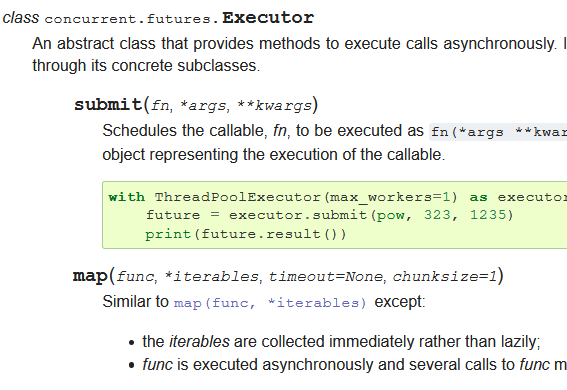 class concurrent.futures.Executor
An abstract class that provides methods to execute calls asynchronously.
through its concrete subclasses.
submit(fn, *args, **kwargs)
Schedules the callable, fn, to be executed as fn(*args **kwar
object representing the execution of the callable.
with ThreadPoolExecutor(max_workers=1) as executor
future = executor.submit(pow, 323, 1235)
print(future.result())
map(func, *iterables, timeout=None, chunksize=1)
Similar to map(func, *iterables) except:
• the iterables are collected immediately rather than lazily;
• func is executed asynchronously and several calls to func